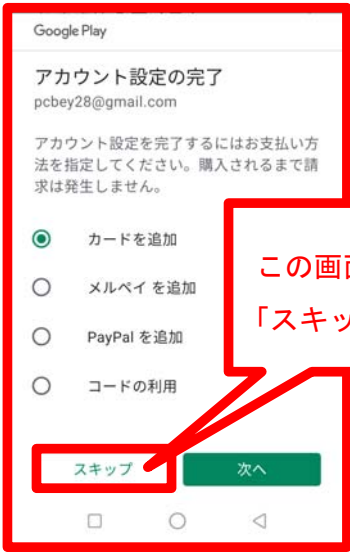 Google Play
アカウント設定の完了
pcbey28@gmail.com
アカウント設定を完了するにはお支払い方
法を指定してください。購入されるまで請
求は発生しません。
カードを追加
メルペイ を追加
PayPal を追加
コードの利用
この画
「スキッ
スキップ
次へ